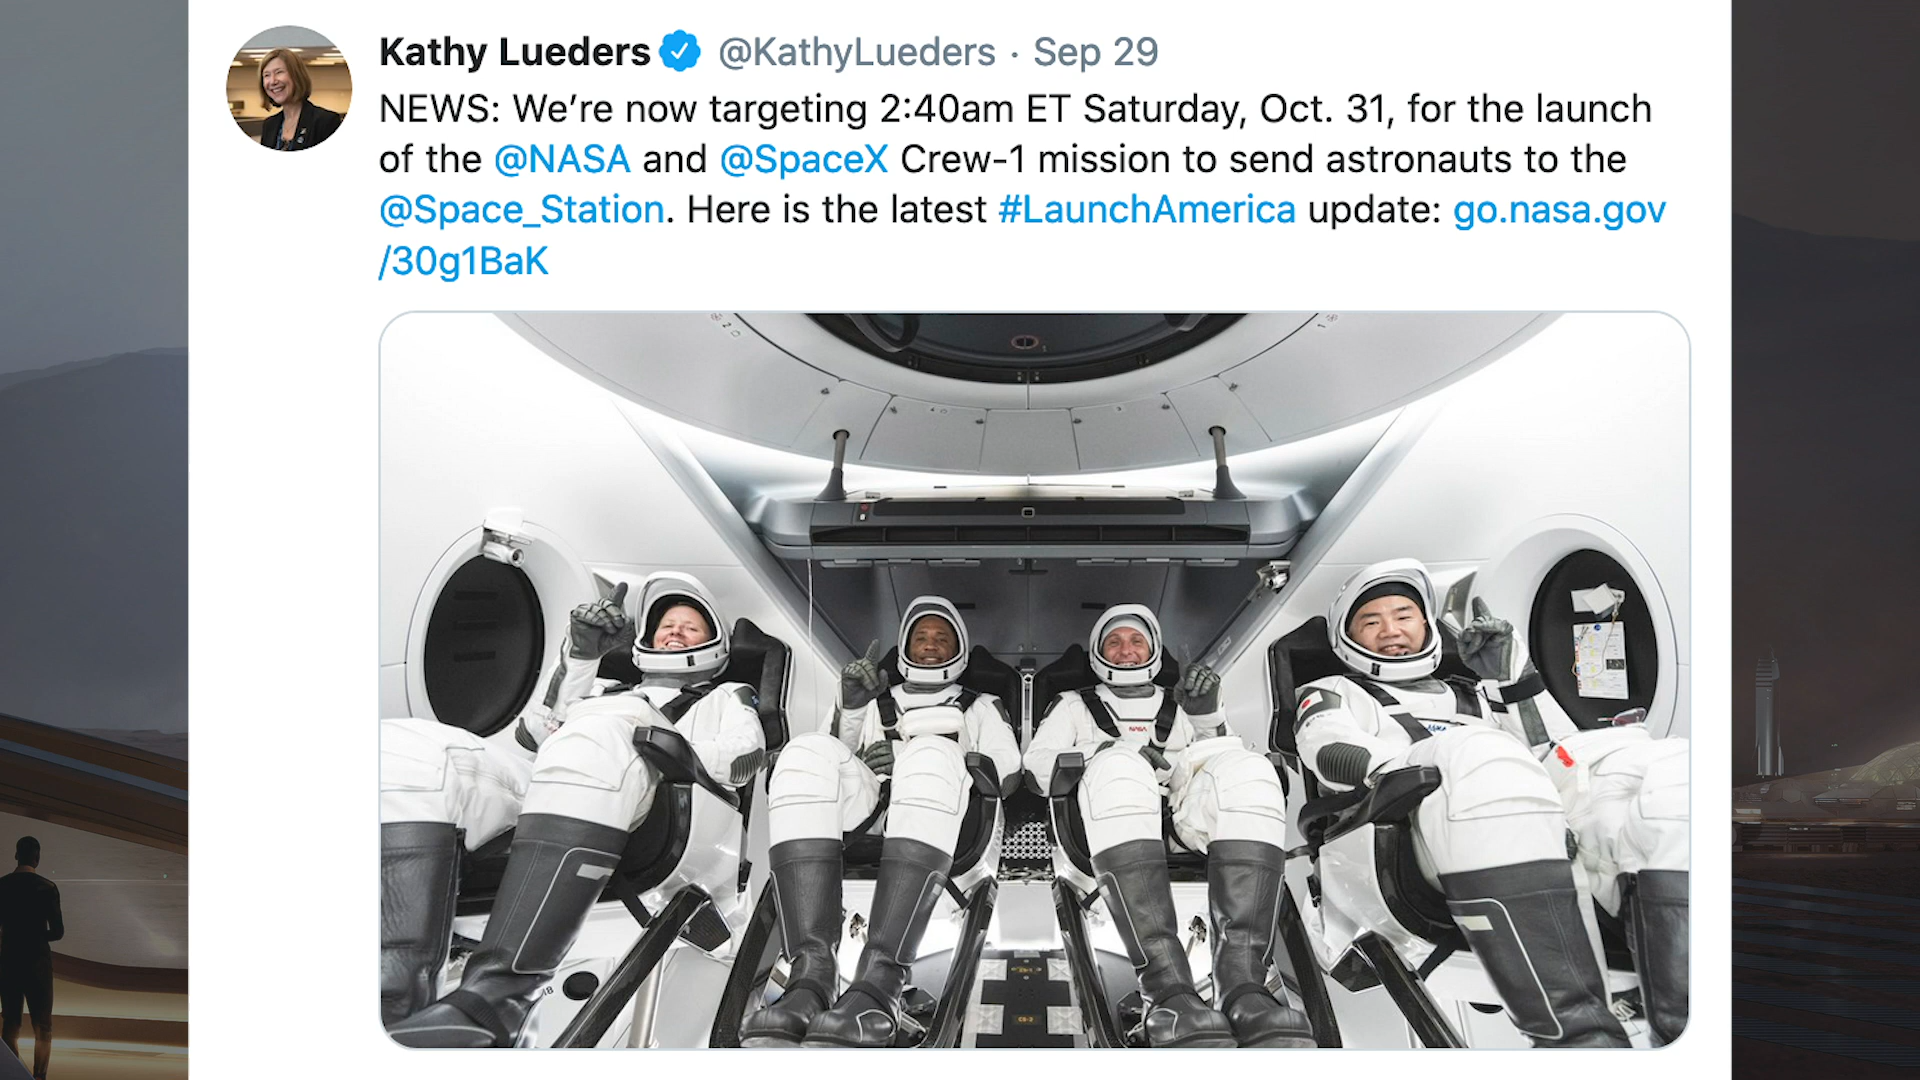 Kathy Lueders @KathyLueders · Sep 29
NEWS: We’re now targeting 2:40am ET Saturday, Oct. 31, for the launch
of the @NASA and @SpaceX Crew-1 mission to send astronauts to the
@Space_Station. Here is the latest #LaunchAmerica update: go.nasa.gov
/30g1BaK
NASA